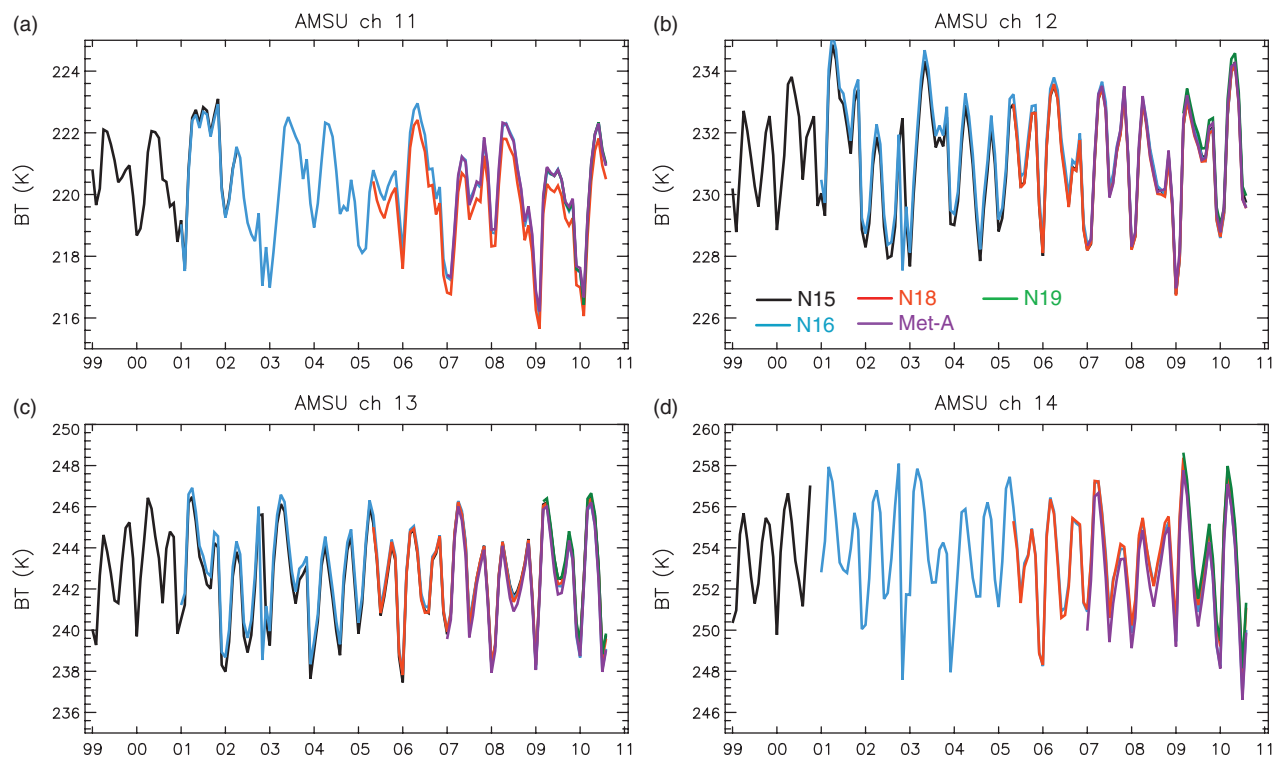 (a) AMSU ch 11
BT (K)
224
222
220
218
216
99 00 01 02 03 04 05 06 07 08 09 10 11
(b) AMSU ch 12
BT (K)
234
232
230
228
226
N15 N18 N19
N16 Met-A
99 00 01 02 03 04 05 06 07 08 09 10 11
(c) AMSU ch 13
BT (K)
250
248
246
244
242
240
238
236
99 00 01 02 03 04 05 06 07 08 09 10 11
(d) AMSU ch 14
BT (K)
260
258
256
254
252
250
248
246
99 00 01 02 03 04 05 06 07 08 09 10 11